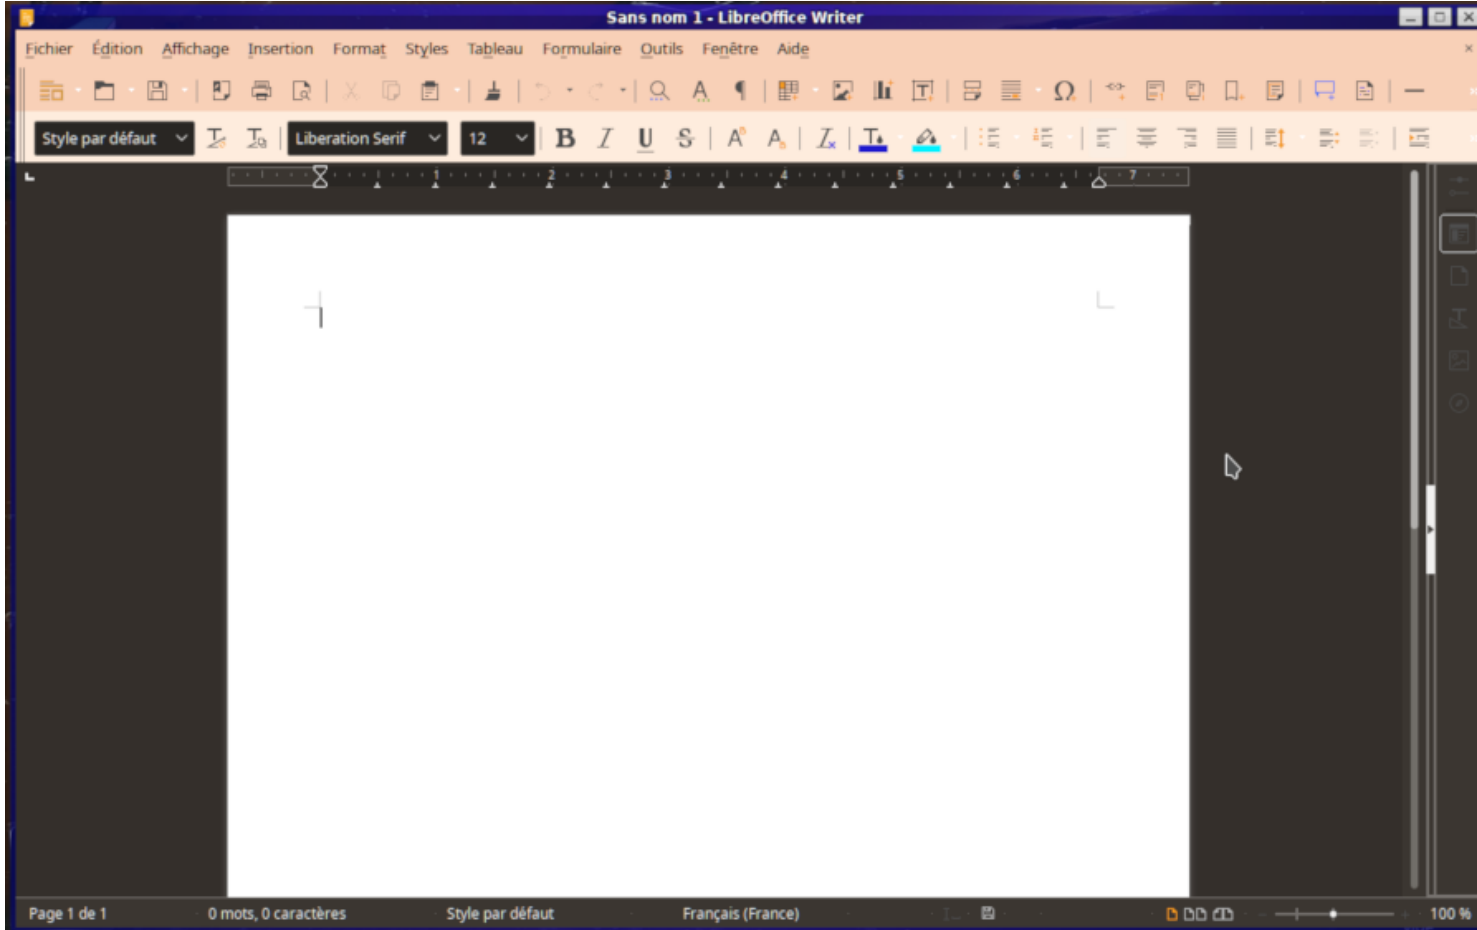 Sans nom 1 - LibreOffice Writer
Fichier Édition Affichage Insertion Format Styles Tableau Formulaire Outils Fenêtre Aide
Style par défaut Liberation Serif 12
1 2 3 4 5 6 7
Page 1 de 1 0 mots, 0 caractères Style par défaut Français (France) 100 %